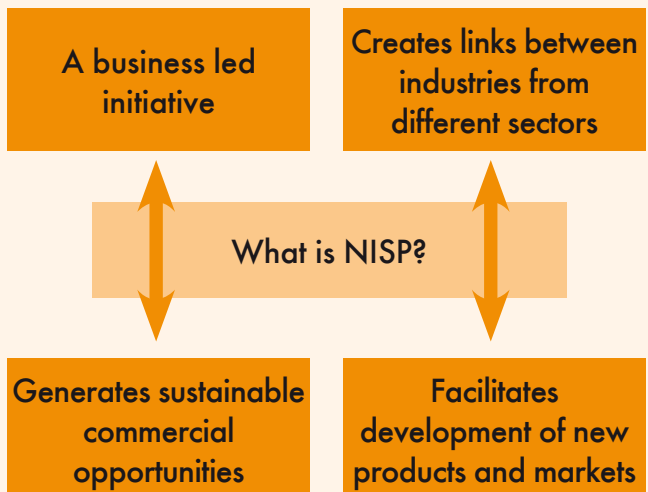 A business led
initiative
Creates links between
industries from
different sectors
What is NISP?
Generates sustainable
commercial
opportunities
Facilitates
development of new
products and markets